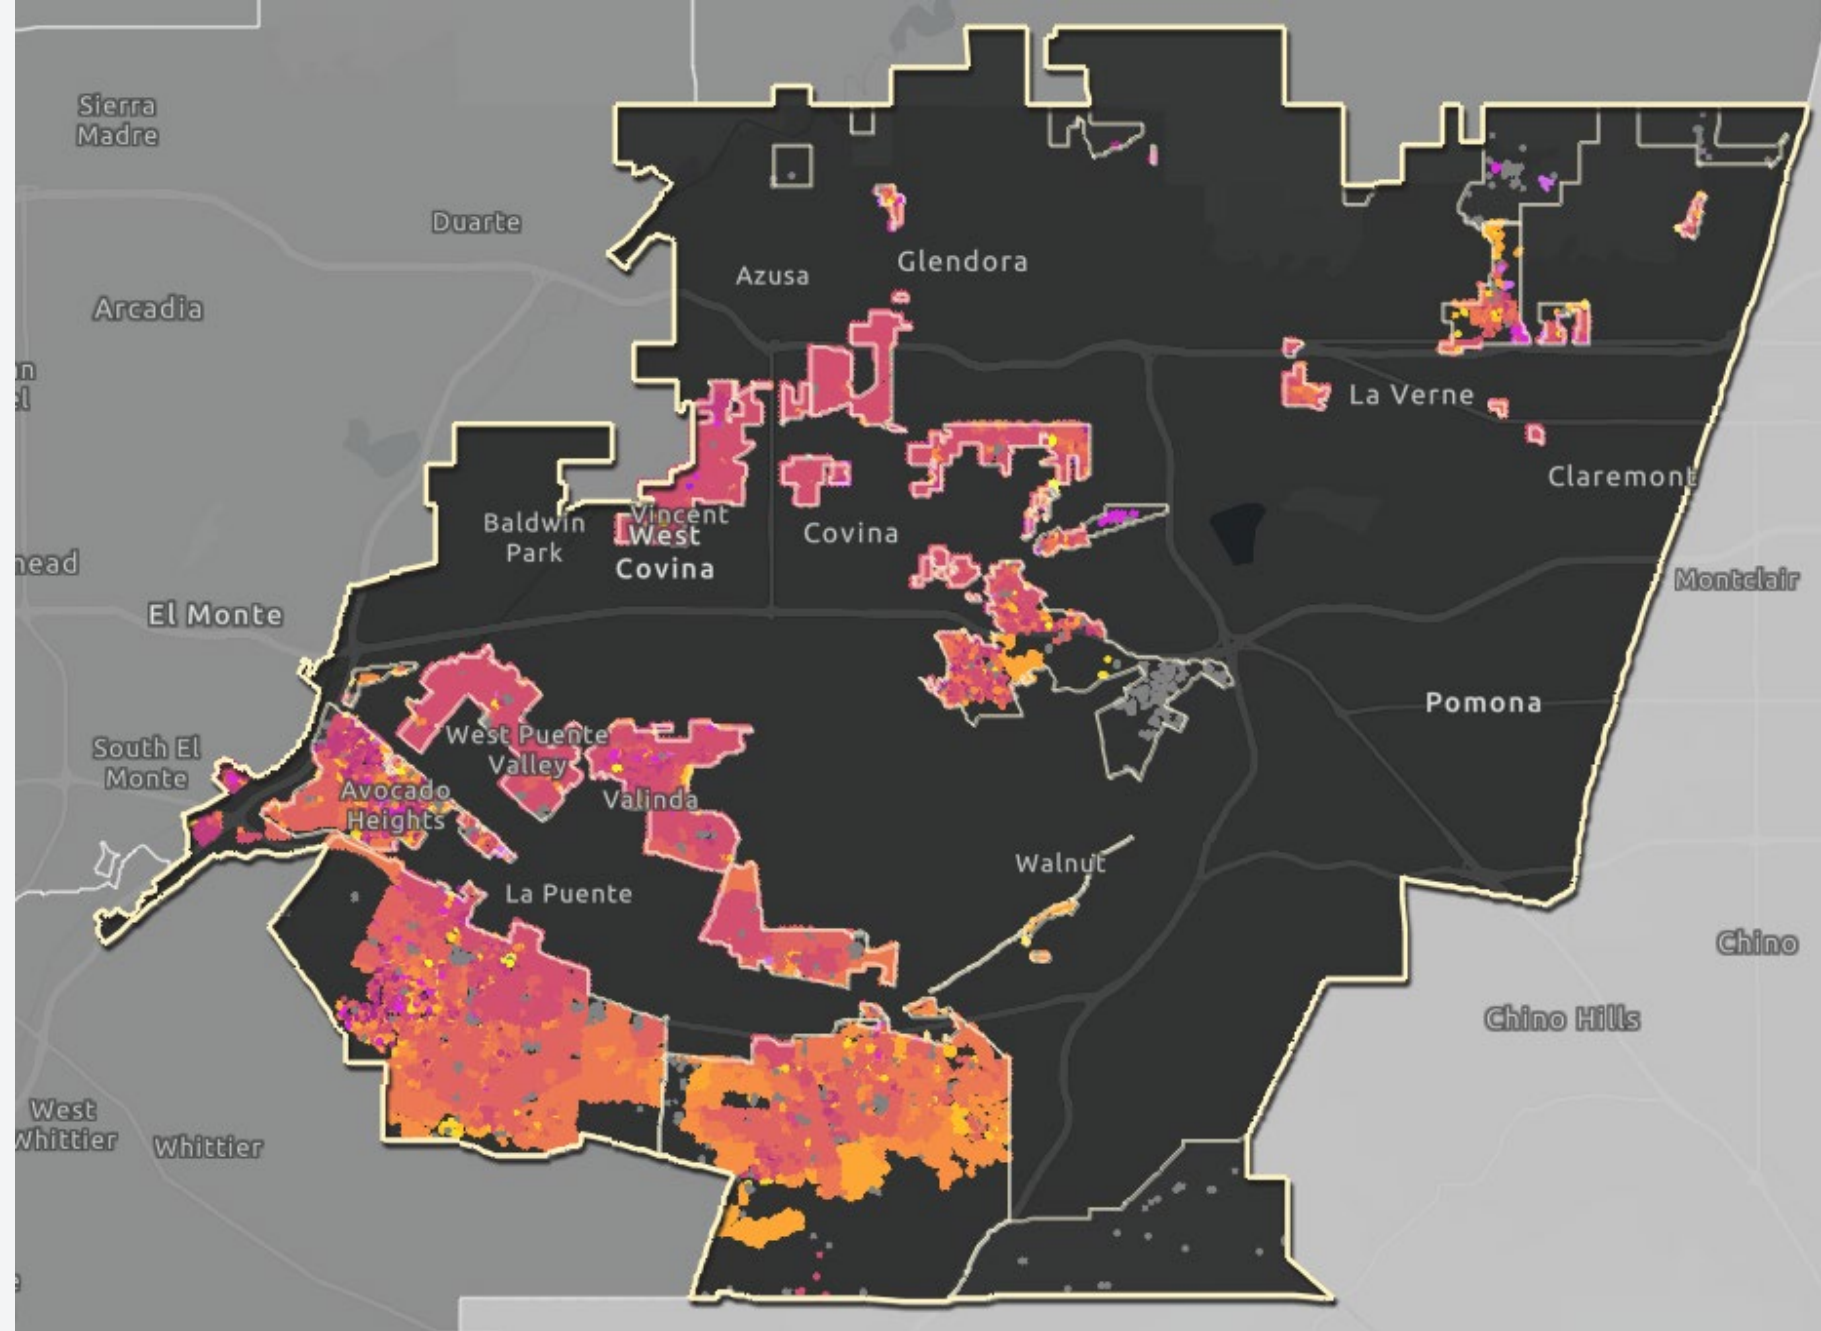 Sierra
Madre
Duarte
Azusa
Glendora
Arcadia
La Verne
Claremont
Baldwin
Park
Vincent
West
Covina
Covina
head
Montclair
El Monte
Pomona
South El
Monte
West Puente
Valley
Avocado
Heights
Valinda
La Puente
Walnut
Chino
Chino Hills
West
Whittier
Whittier